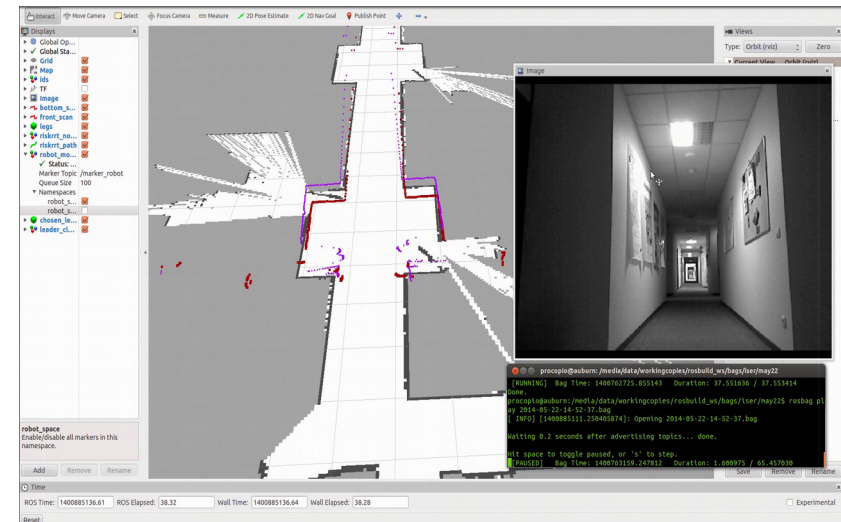 Interact Move Camera Select Focus Camera Measure 2D Pose Estimate 2D Nav Goal Publish Point
Displays
Global Op...
Global Sta...
Grid
Map
ids
TF
Image
bottom_s...
front_scan
legs
riskrrt_no...
riskrrt_path
robot_mo...
Status: ...
Marker Topic /marker_robot
Queue Size 100
Namespaces
robot_s...
robot_s...
chosen_le...
leader_cl...
robot_space
Enable/disable all markers in this
namespace.
Add Remove Rename
Views
Type: Orbit (rviz) Zero
Current View Orbit (rviz)
Image
procopio@auburn: /media/data/workingcopies/rosbuild_ws/bags/iser/may22
[RUNNING] Bag Time: 1400762725.855143 Duration: 37.551636 / 37.553414
Done.
procopio@auburn:/media/data/workingcopies/rosbuild_ws/bags/iser/may22$ rosbag pl
ay 2014-05-22-14-52-37.bag
[ INFO] [1400885111.250405874]: Opening 2014-05-22-14-52-37.bag
Waiting 0.2 seconds after advertising topics... done.
Hit space to toggle paused, or 's' to step.
[PAUSED] Bag Time: 1400763159.247812 Duration: 1.600975 / 65.457030
Save Remove Rename
Time
ROS Time: 1400885136.61 ROS Elapsed: 38.32 Wall Time: 1400885136.64 Wall Elapsed: 38.28 Experimental
Reset